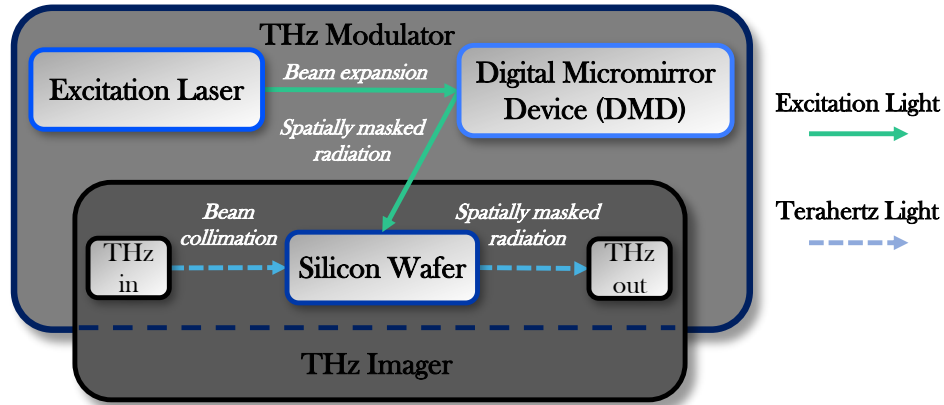 THz Modulator
Excitation Laser
Beam expansion
Digital Micromirror
Device (DMD)
Excitation Light
Spatially masked
radiation
Terahertz Light
Beam
collimation
Spatially masked
radiation
THz
in
Silicon Wafer
THz
out
THz Imager